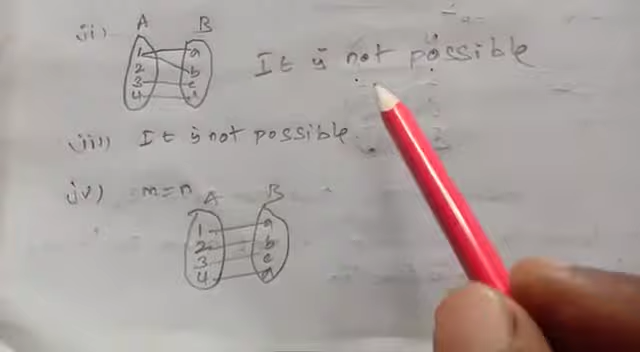 ii) A B
1 a
2 b
3 c
4 d
It is not possible
iii) It is not possible.
iv) m=n A B
1 a
2 b
3 c
4 d